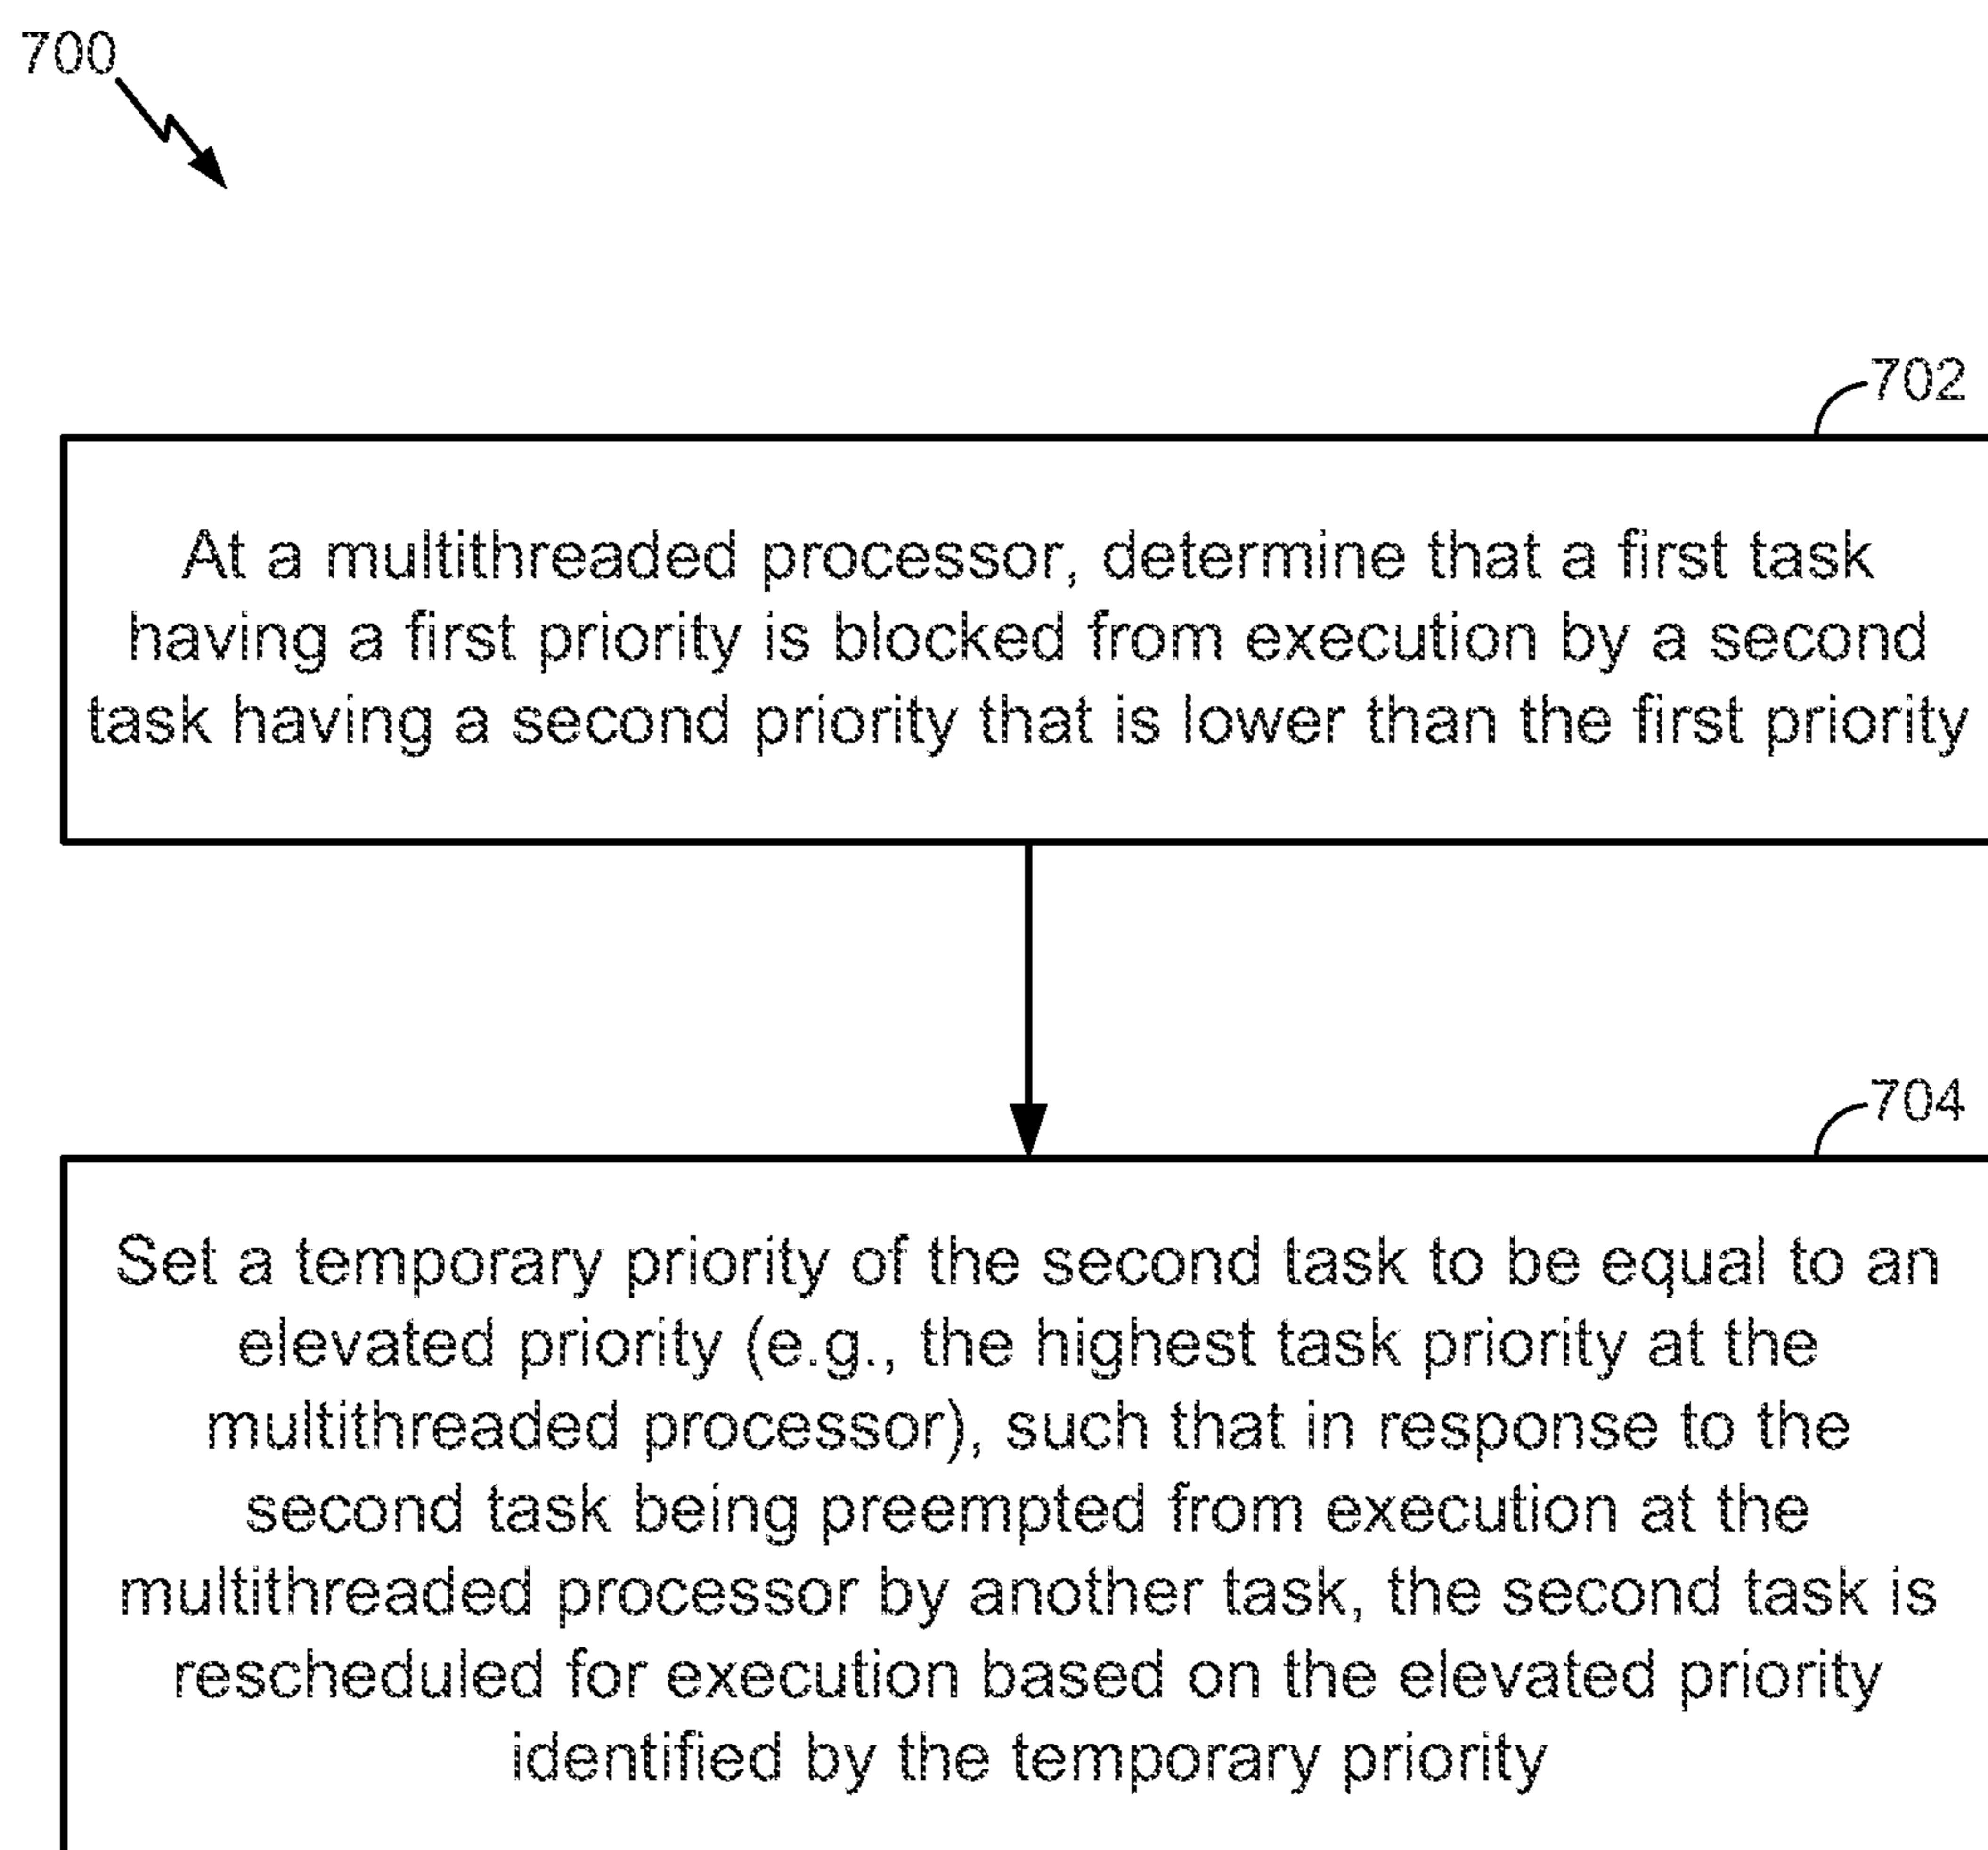 700
702
At a multithreaded processor, determine that a first task
having a first priority is blocked from execution by a second
task having a second priority that is lower than the first priority
704
Set a temporary priority of the second task to be equal to an
elevated priority (e.g., the highest task priority at the
multithreaded processor), such that in response to the
second task being preempted from execution at the
multithreaded processor by another task, the second task is
rescheduled for execution based on the elevated priority
identified by the temporary priority